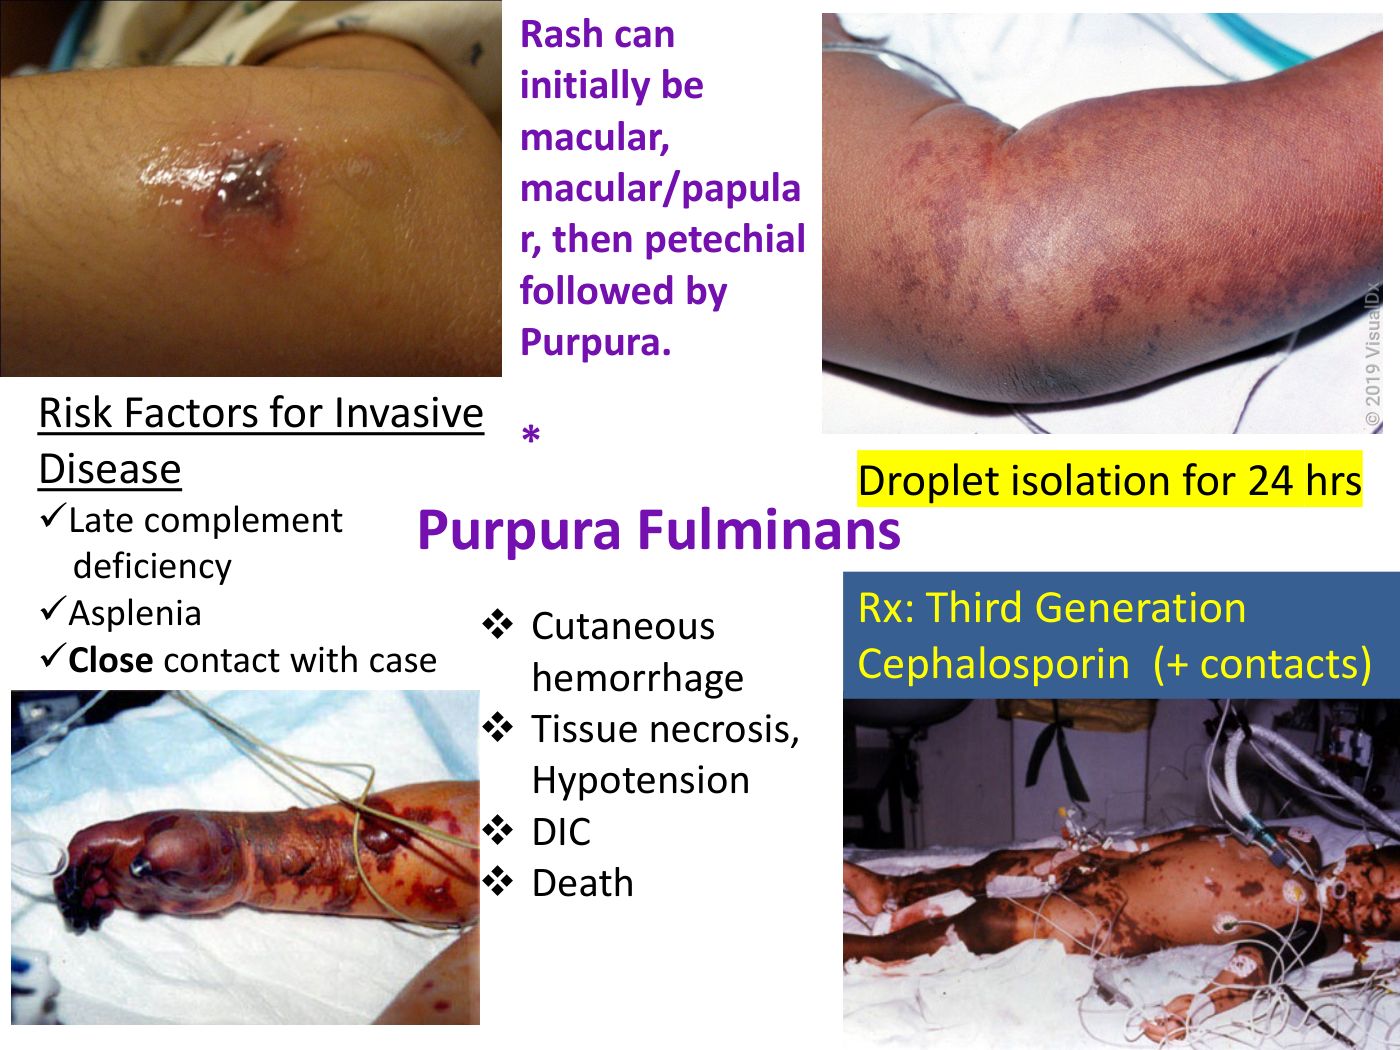 Rash can
initially be
macular,
macular/papula
r, then petechial
followed by
Purpura.
*
© 2019 VisualDx
Risk Factors for Invasive
Disease
✓Late complement
deficiency
✓Asplenia
✓Close contact with case
Droplet isolation for 24 hrs
Purpura Fulminans
❖ Cutaneous
hemorrhage
❖ Tissue necrosis,
Hypotension
❖ DIC
❖ Death
Rx: Third Generation
Cephalosporin (+ contacts)